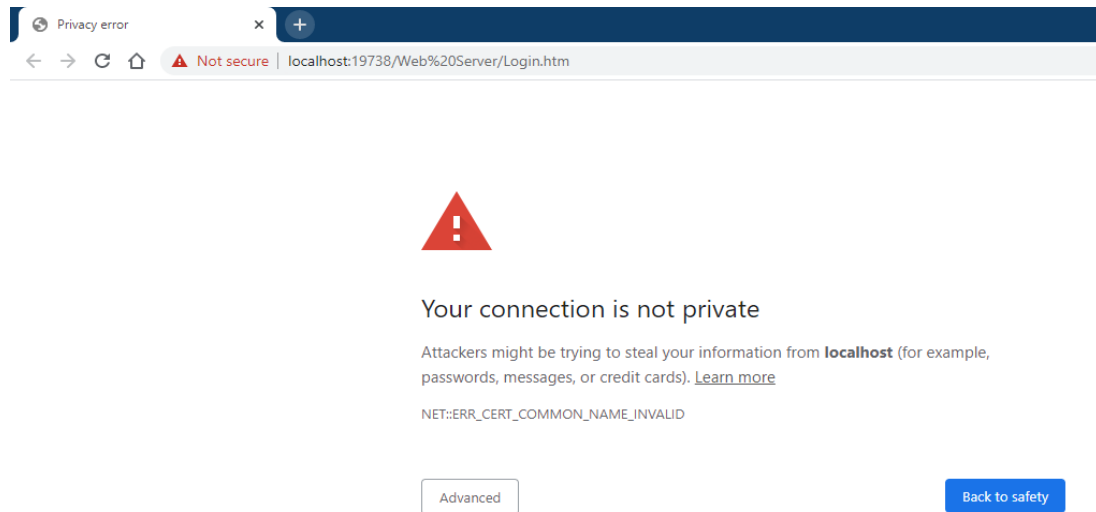 Privacy error
Not secure | localhost:19738/Web%20Server/Login.htm
Your connection is not private
Attackers might be trying to steal your information from localhost (for example,
passwords, messages, or credit cards). Learn more
NET::ERR_CERT_COMMON_NAME_INVALID
Advanced Back to safety